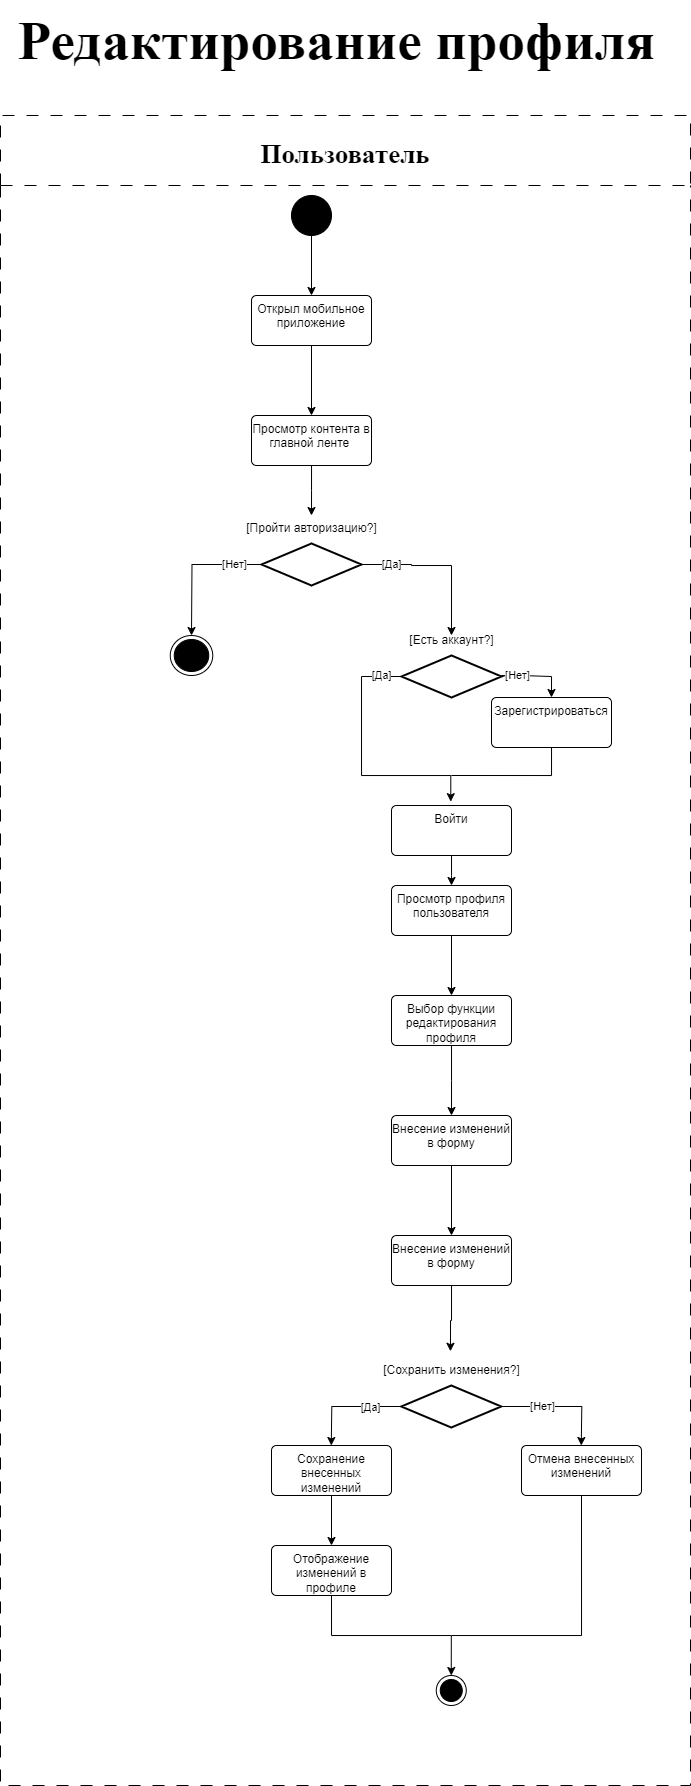 Редактирование профиля
Пользователь
Открыл мобильное
приложение
Просмотр контента в
главной ленте
[Пройти авторизацию?]
[Нет]
[Да]
[Есть аккаунт?]
[Да]
[Нет]
Зарегистрироваться
Войти
Просмотр профиля
пользователя
Выбор функции
редактирования
профиля
Внесение изменений
в форму
Внесение изменений
в форму
[Сохранить изменения?]
[Да]
[Нет]
Сохранение
внесенных
изменений
Отмена внесенных
изменений
Отображение
изменений в
профиле